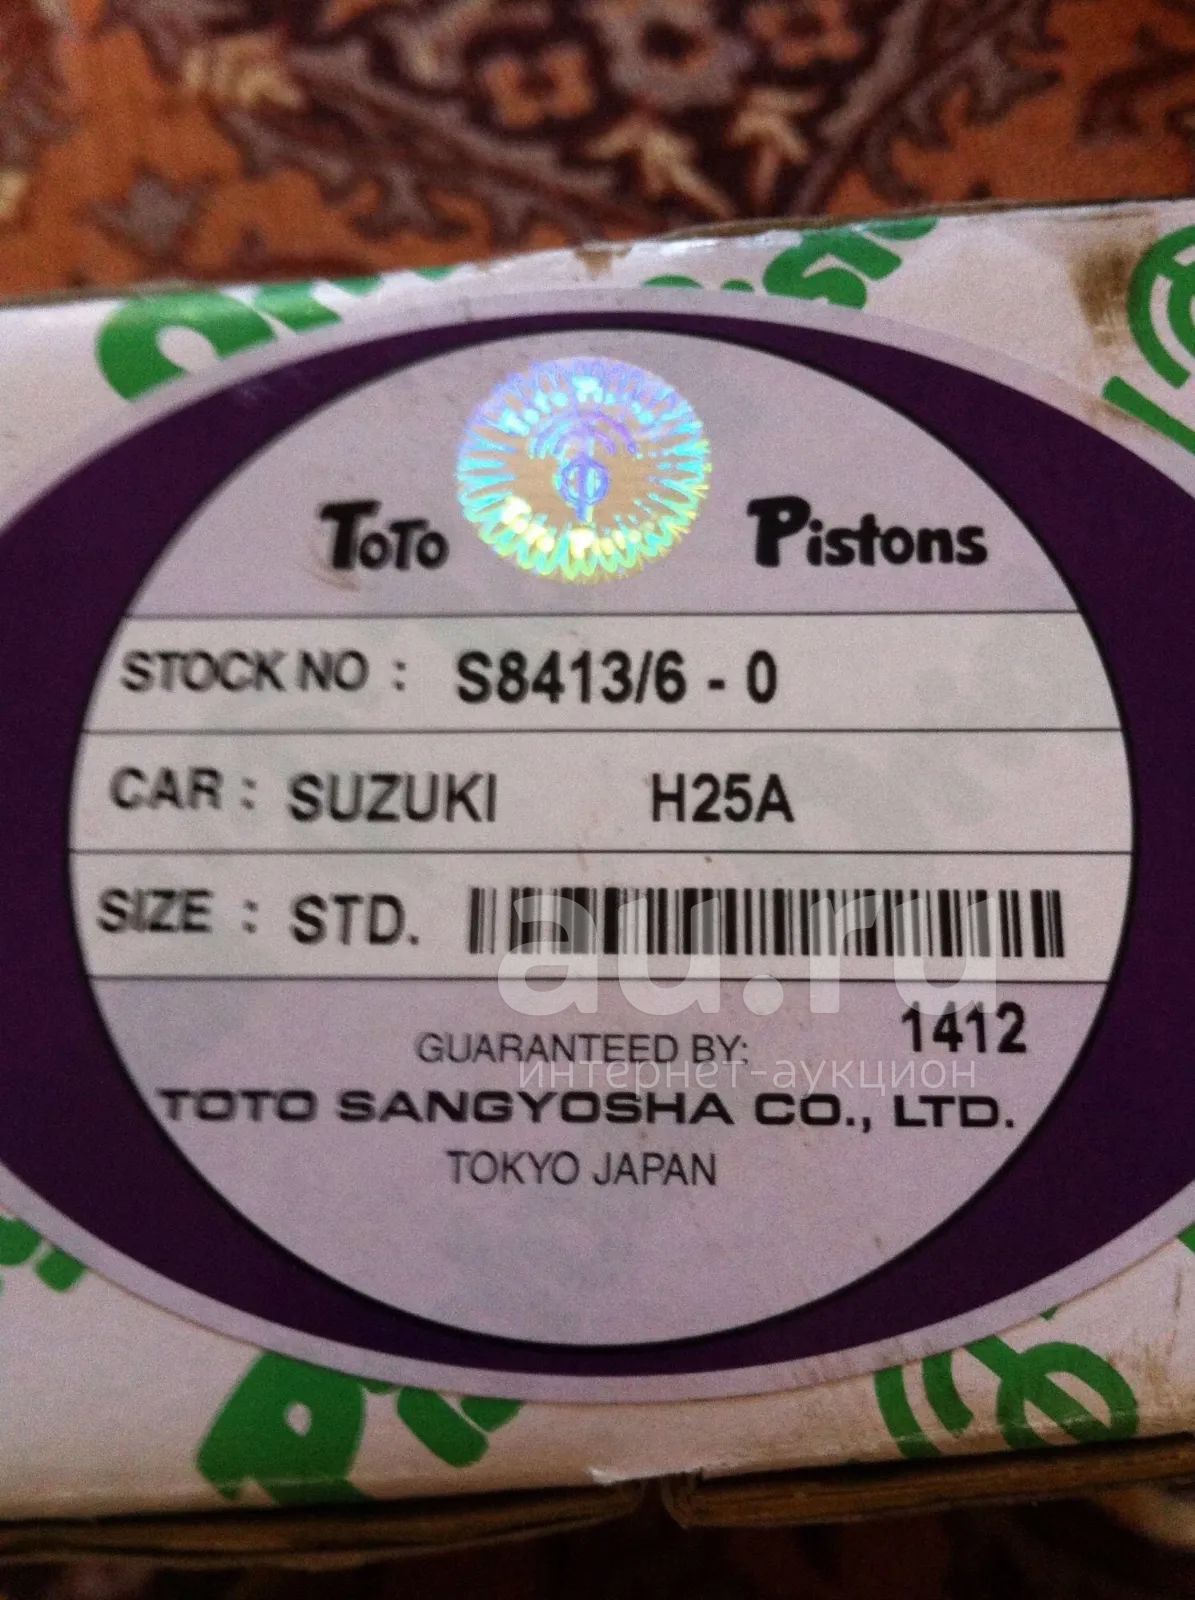 Toto Pistons
STOCK NO : S8413/6 - 0
CAR : SUZUKI H25A
SIZE : STD.
1412
GUARANTEED BY:
TOTO SANGYOSHA CO., LTD.
TOKYO JAPAN
au.ru
интернет-аукцион